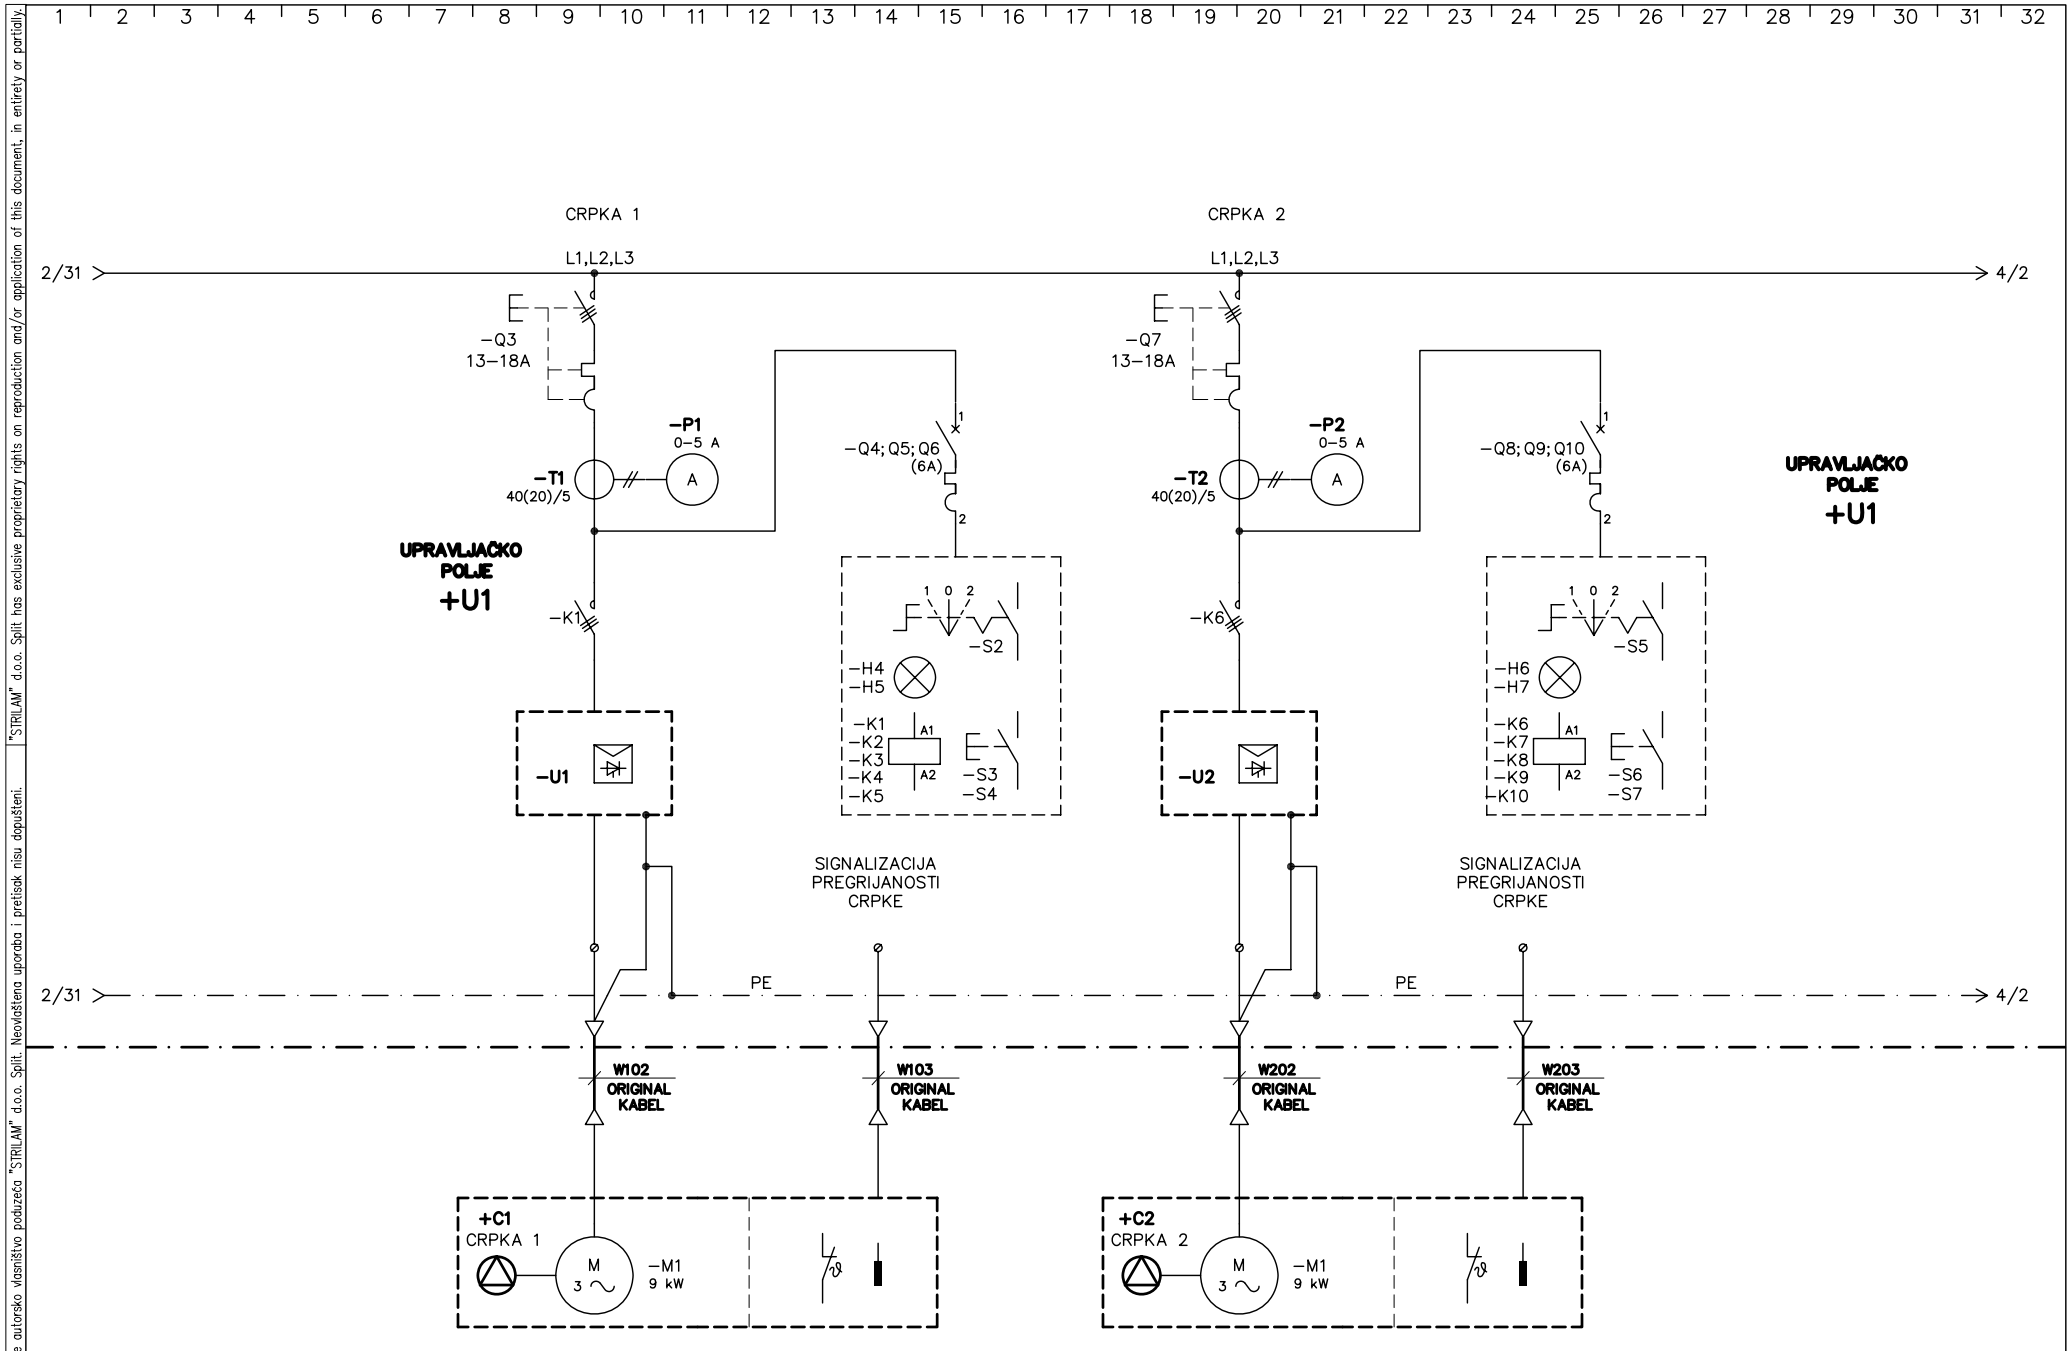 1 2 3 4 5 6 7 8 9 10 11 12 13 14 15 16 17 18 19 20 21 22 23 24 25 26 27 28 29 30 31 32
"STRILAM" d.o.o. Split has exclusive proprietary rights on reproduction and/or application of this document, in entirety or partially.
autorsko vlasništvo poduzeća "STRILAM" d.o.o. Split. Neovlaštena uporaba i pretisak nisu dopušteni.
CRPKA 1
CRPKA 2
L1,L2,L3
L1,L2,L3
2/31
4/2
-Q3
13-18A
-P1
0-5 A
A
-T1
40(20)/5
1
-Q4; Q5; Q6
(6A)
2
UPRAVLJAČKO
POLJE
+U1
-K1
1 0 2
-S2
-H4
-H5
-K1
-K2
-K3
-K4
-K5
A1
A2
-S3
-S4
-U1
SIGNALIZACIJA
PREGRIJANOSTI
CRPKE
-Q7
13-18A
-P2
0-5 A
A
-T2
40(20)/5
1
-Q8; Q9; Q10
(6A)
2
UPRAVLJAČKO
POLJE
+U1
-K6
1 0 2
-S5
-H6
-H7
-K6
-K7
-K8
-K9
-K10
A1
A2
-S6
-S7
-U2
SIGNALIZACIJA
PREGRIJANOSTI
CRPKE
2/31
PE
PE
4/2
W102
ORIGINAL
KABEL
W103
ORIGINAL
KABEL
W202
ORIGINAL
KABEL
W203
ORIGINAL
KABEL
+C1
CRPKA 1
M
3
-M1
9 kW
ϑ
+C2
CRPKA 2
M
3
-M1
9 kW
ϑ